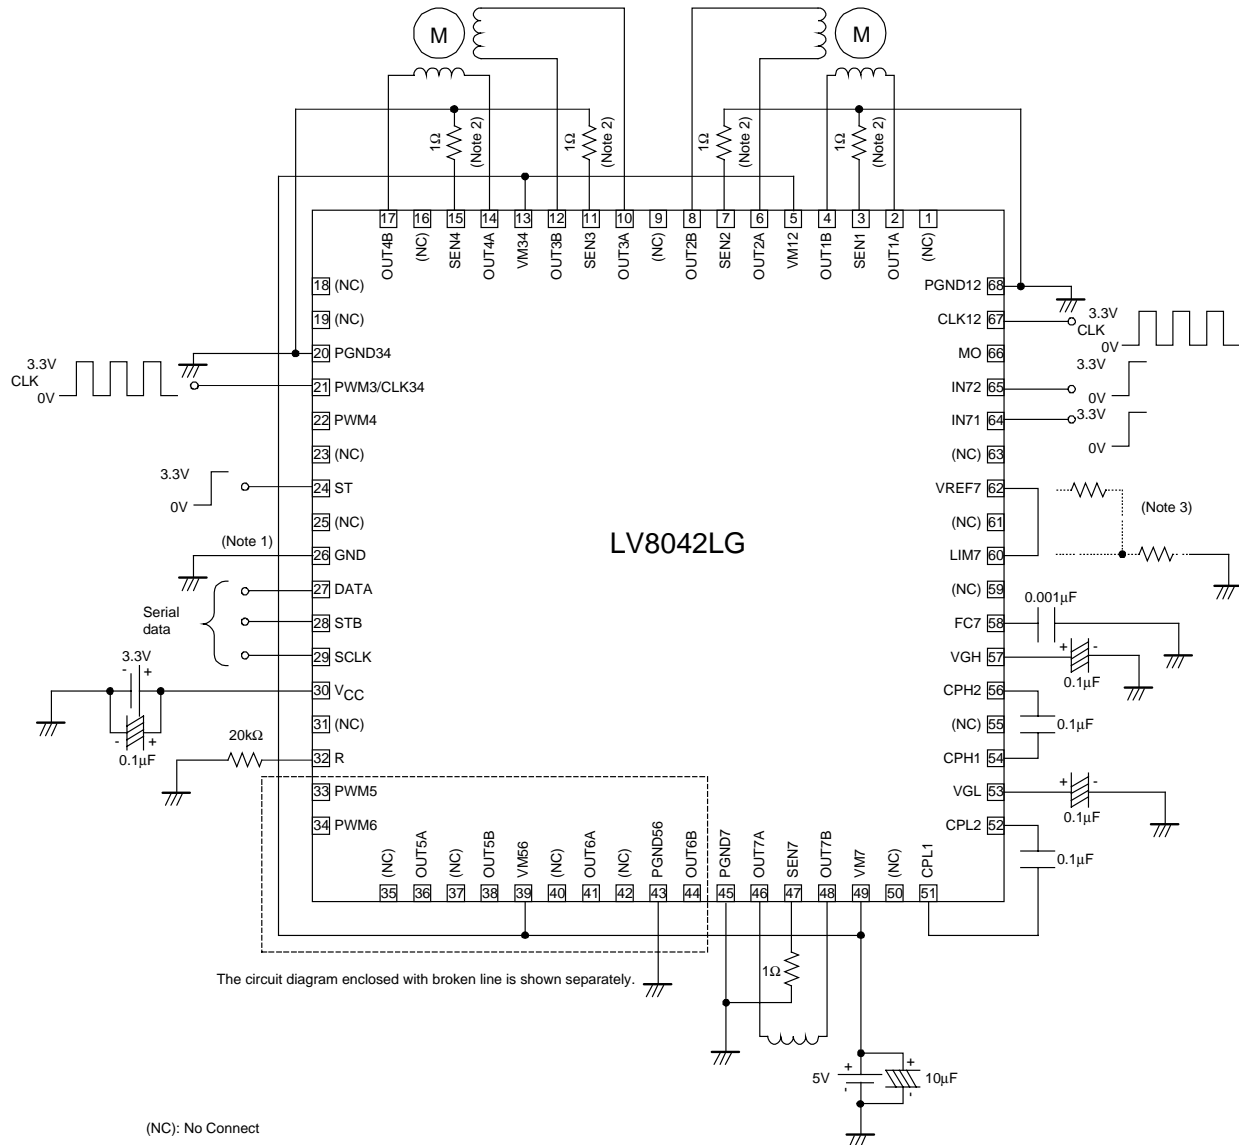 M
M
1Ω
(Note 2)
1Ω
(Note 2)
1Ω
(Note 2)
1Ω
(Note 2)
17 16 15 14 13 12 11 10 9 8 7 6 5 4 3 2 1
OUT4B
(NC)
SEN4
OUT4A
VM34
OUT3B
SEN3
OUT3A
(NC)
OUT2B
SEN2
OUT2A
VM12
OUT1B
SEN1
OUT1A
(NC)
18 (NC)
19 (NC)
20 PGND34
3.3V
CLK
0V
21 PWM3/CLK34
22 PWM4
23 (NC)
3.3V
0V
24 ST
25 (NC)
(Note 1)
26 GND
27 DATA
Serial
data
28 STB
29 SCLK
3.3V
- +
30 VCC
- +
0.1μF
31 (NC)
20kΩ
32 R
33 PWM5
34 PWM6
LV8042LG
PGND12 68
CLK12 67
3.3V
CLK
0V
MO 66
IN72 65
3.3V
0V
IN71 64
3.3V
0V
(NC) 63
VREF7 62
(NC) 61
(Note 3)
LIM7 60
(NC) 59
FC7 58
0.001μF
VGH 57
+ -
0.1μF
CPH2 56
(NC) 55
0.1μF
CPH1 54
VGL 53
+ -
0.1μF
CPL2 52
0.1μF
(NC)
OUT5A
(NC)
OUT5B
VM56
(NC)
OUT6A
(NC)
PGND56
OUT6B
PGND7
OUT7A
SEN7
OUT7B
VM7
(NC)
CPL1
35 36 37 38 39 40 41 42 43 44 45 46 47 48 49 50 51
The circuit diagram enclosed with broken line is shown separately.
1Ω
5V
+
-
+
-
10μF
(NC): No Connect